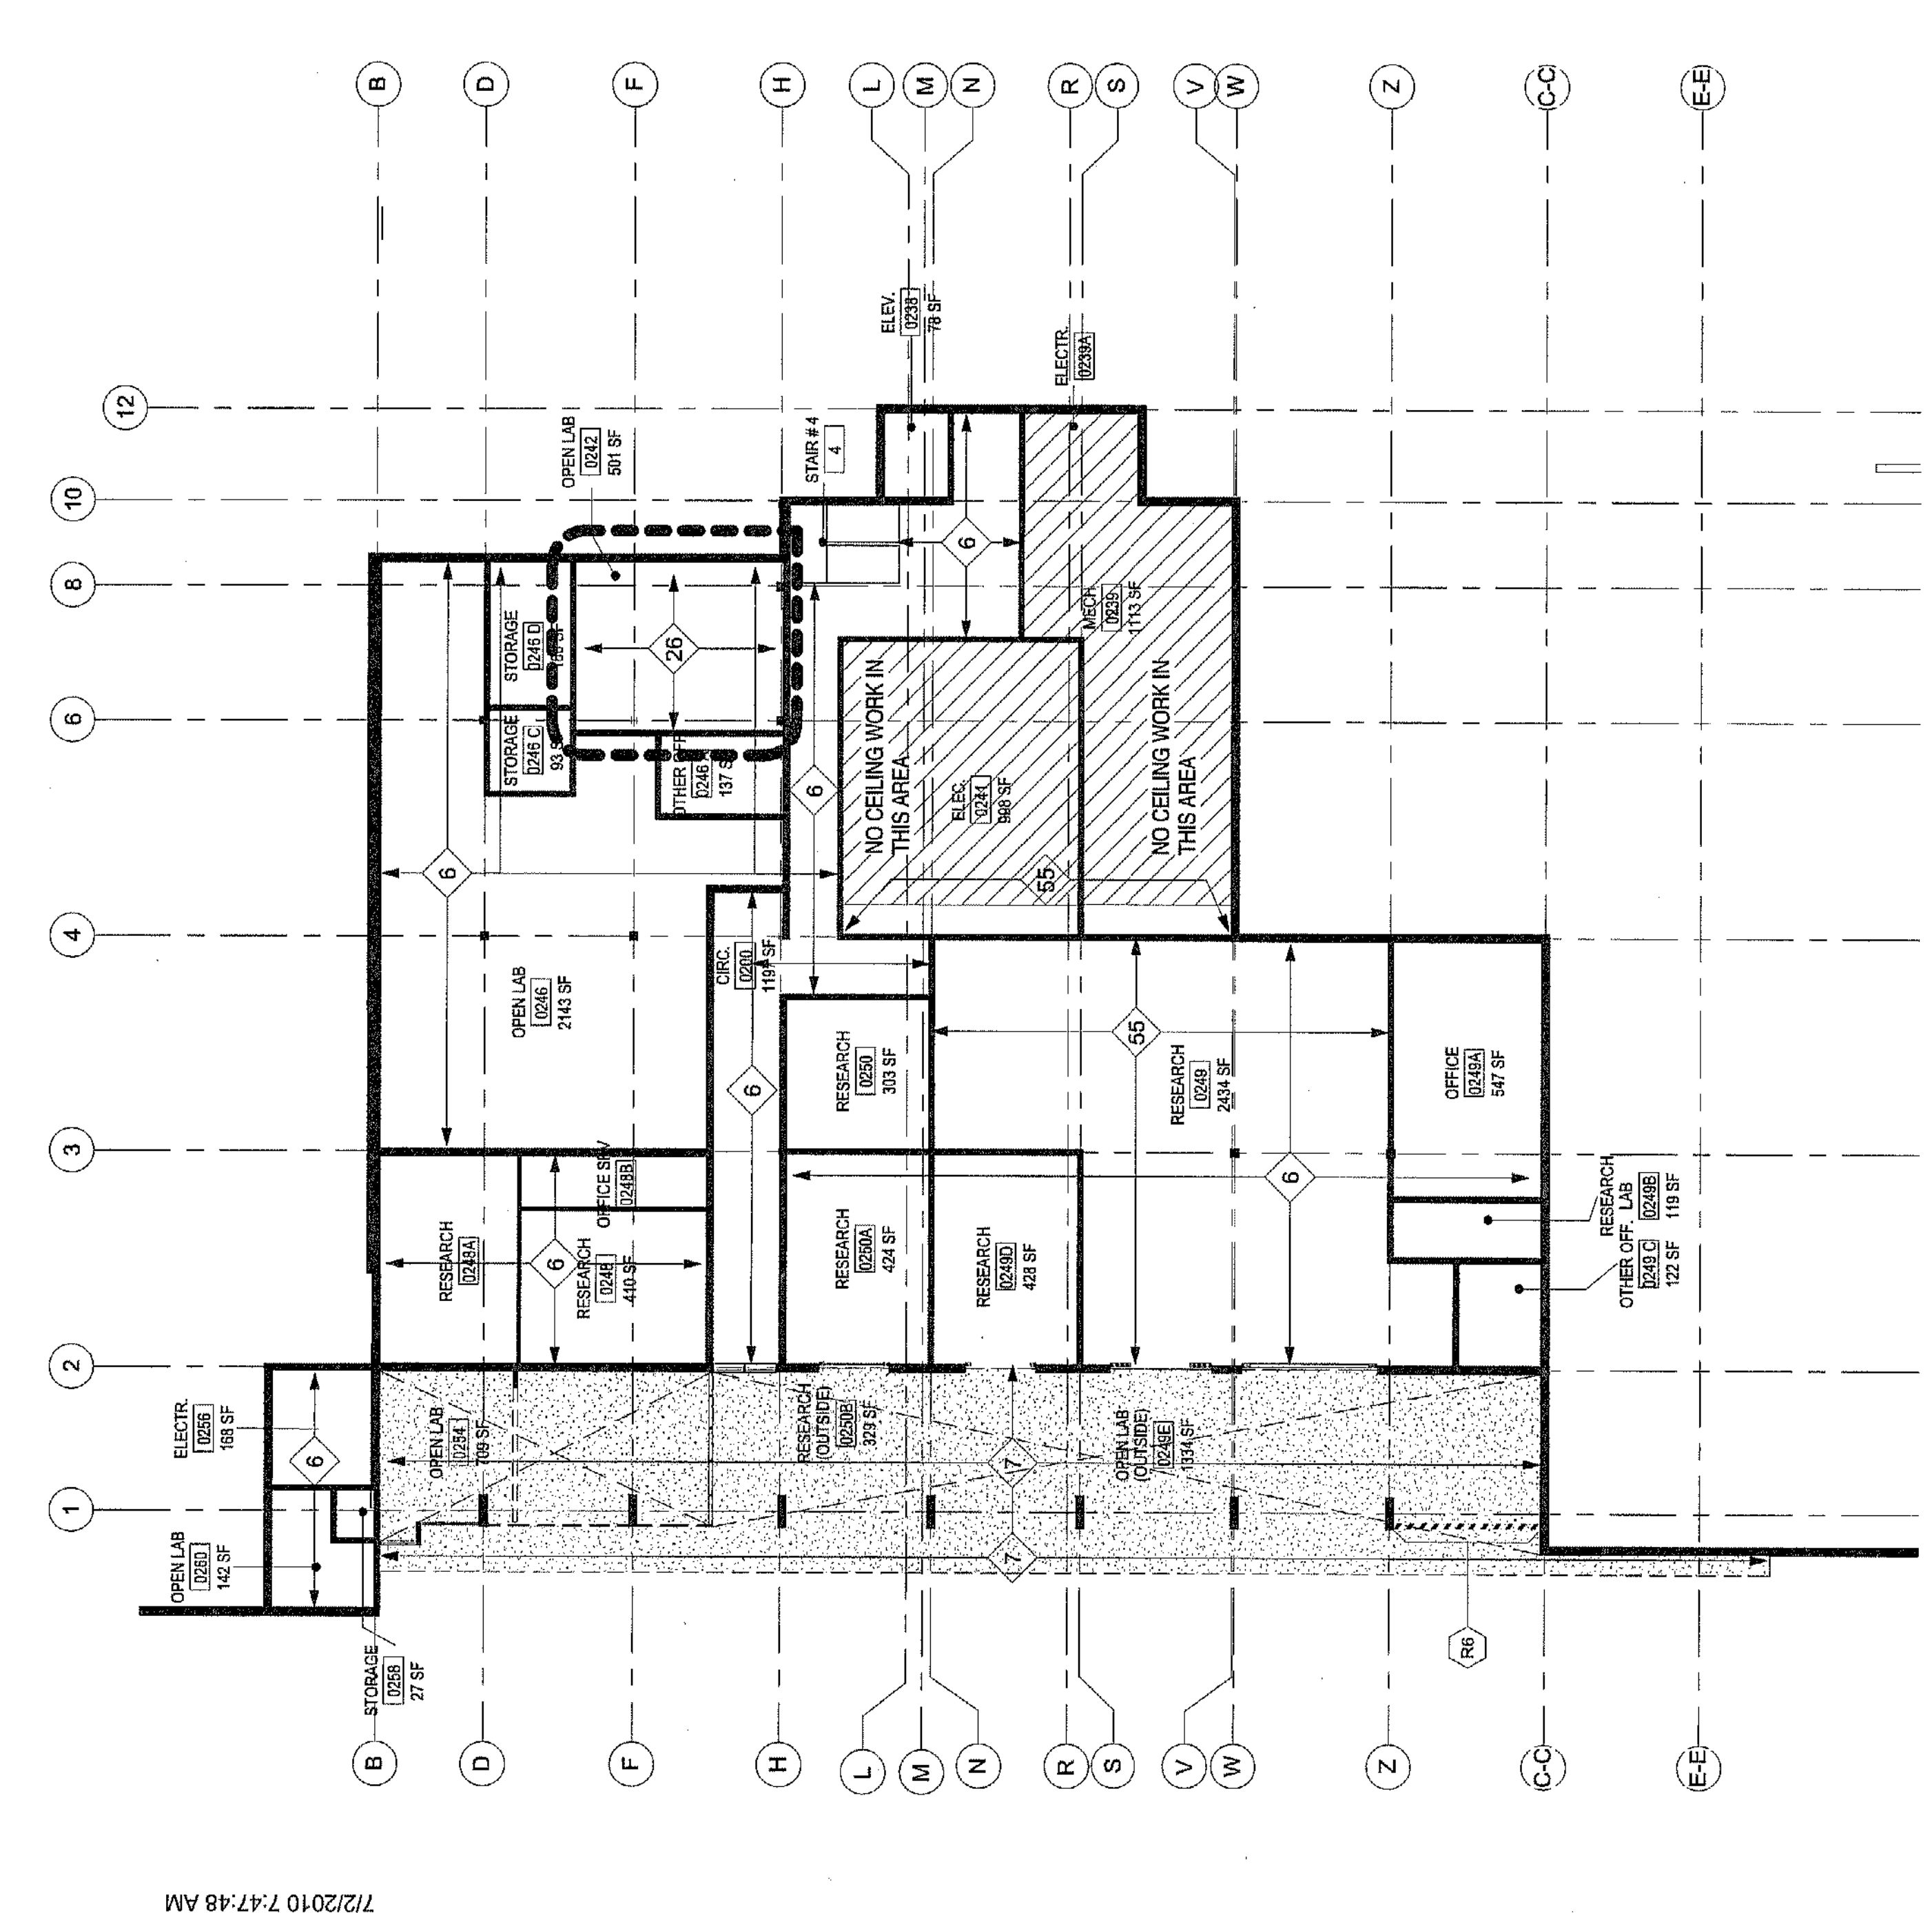 B
D
F
H
L
M
N
R
S
V
W
Z
C-C
E-E
12
10
8
6
4
3
2
1
ELEV.
0238
78 SF
ELECTR.
0239A
OPEN LAB
0242
501 SF
STAIR # 4
4
STORAGE
0246 D
STORAGE
0246 C
93
26
6
OTHER OFF
0246
137 S
6
6
6
NO CEILING WORK IN
THIS AREA
ELEC.
0241
998 SF
MECH
0239
1113 SF
NO CEILING WORK IN
THIS AREA
55
OPEN LAB
0246
2143 SF
CIRC.
0200
1197 SF
6
RESEARCH
0250
303 SF
55
RESEARCH
0249
2434 SF
OFFICE
0249A
547 SF
RESEARCH
0248A
6
RESEARCH
0248
410 SF
OFFICE SRV
0248B
RESEARCH
0250A
424 SF
RESEARCH
0249D
428 SF
6
RESEARCH
0249B
119 SF
OTHER OFF. LAB
0249 C
122 SF
ELECTR.
0256
168 SF
6
OPEN LAB
0254
709 SF
RESEARCH
(OUTSIDE)
0250B
329 SF
7
OPEN LAB
(OUTSIDE)
0249E
1334 SF
OPEN LAB
0260
142 SF
7
R6
STORAGE
0258
27 SF
B
D
F
H
L
M
N
R
S
V
W
Z
C-C
E-E
7/2/2010 7:47:48 AM